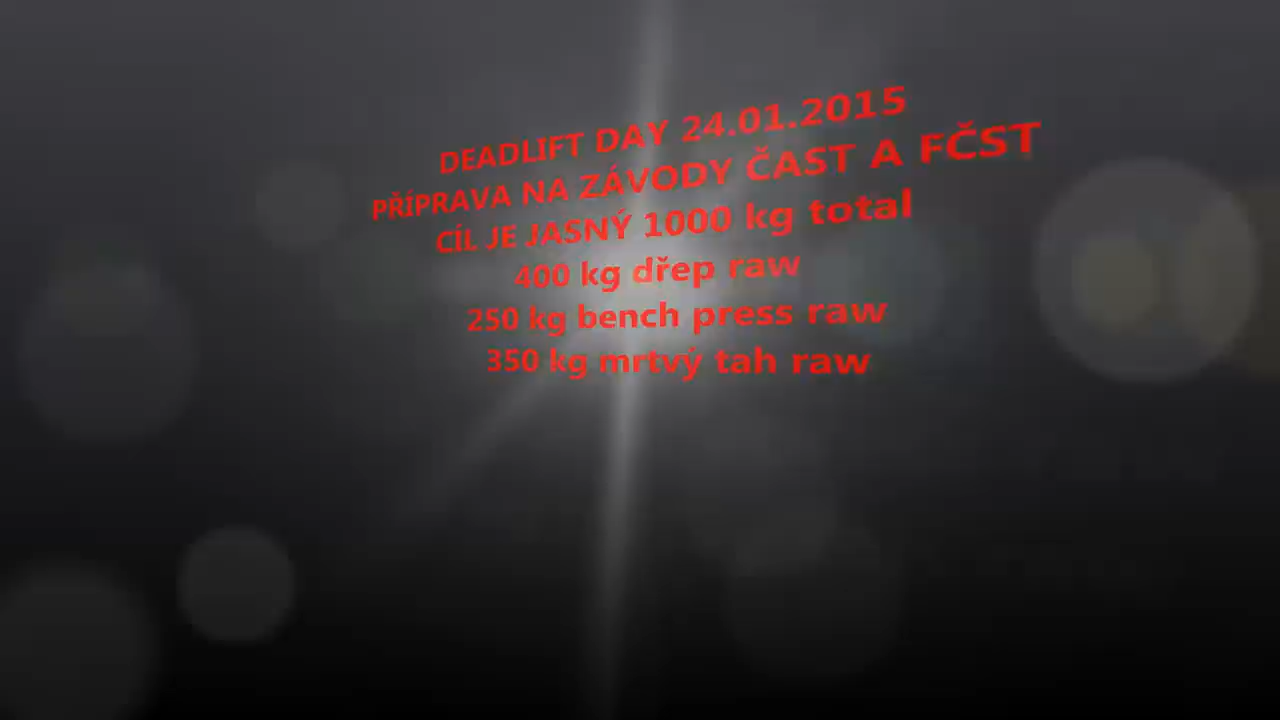 DEADLIFT DAY 24.01.2015
PŘÍPRAVA NA ZÁVODY ČAST A FČST
CÍL JE JASNÝ 1000 kg total
400 kg dřep raw
250 kg bench press raw
350 kg mrtvý tah raw